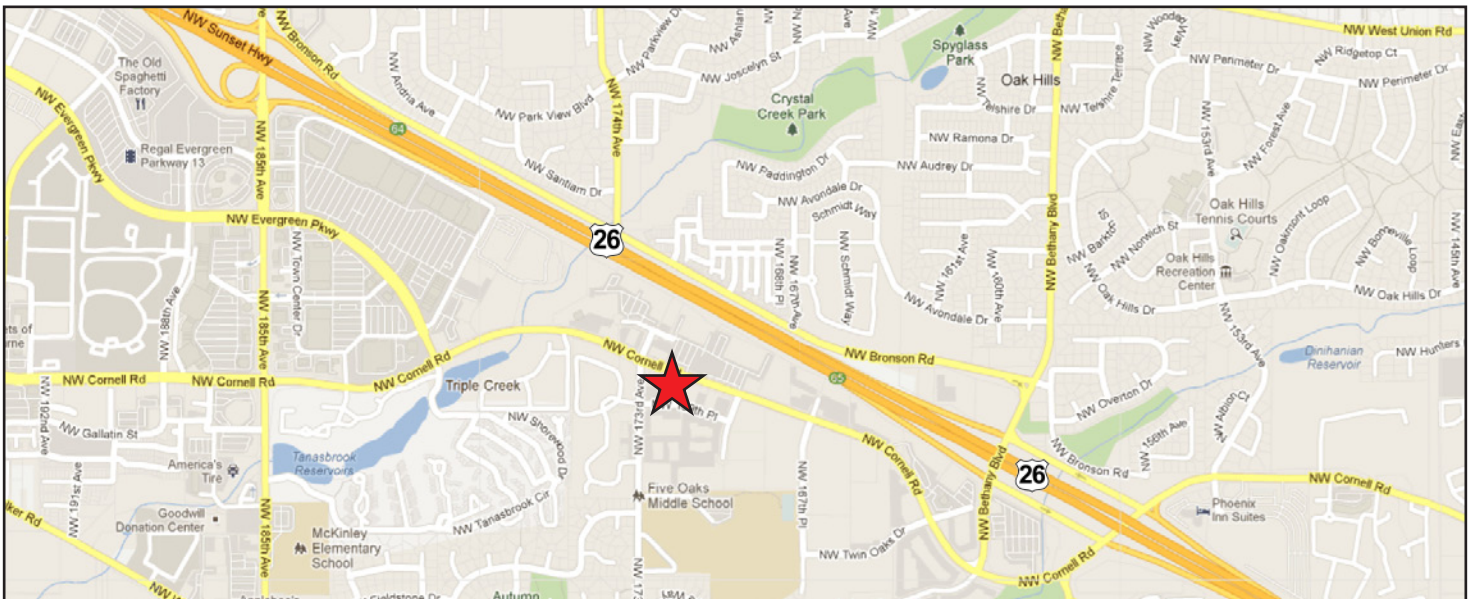 NW Sunset Hwy
NW Bronson Rd
The Old
Spaghetti
Factory
NW Andria Ave
NW Park View Blvd
NW 174th Ave
NW Parkview
NW Joscelyn St
Spyglass
Park
Oak Hills
NW Telshire Dr
NW Telshire Terrace
NW West Union Rd
NW Ridgetop Ct
NW Perimeter Dr
NW Perimeter Dr
Crystal
Creek Park
64
NW Evergreen Pkwy
Regal Evergreen
Parkway 13
NW 185th Ave
NW Santiam Dr
NW Ramona Dr
NW Audrey Dr
NW Paddington Dr
NW Avondale Dr
Schmidt Way
NW 153rd Ave
NW Forest Ave
NW Bethany Blvd
Oak Hills
Tennis Courts
NW Evergreen Pkwy
26
NW Town Center Dr
NW 188th Ave
NW 185th Ave
NW 168th Pl
NW 167th Ave
NW Schmidt Way
NW 161st Ave
NW 160th Ave
NW Avondale Dr
NW Norwich St
NW Oakmont Loop
NW Bonneville Loop
NW 145th Ave
Oak Hills
Recreation
Center
NW Oak Hills Dr
NW Oak Hills Dr
NW 153rd Ave
NW Cornell Rd
NW Cornell Rd
NW Cornell Rd
NW Cornell
NW Bronson Rd
65
Dinihanian
Reservoir
NW Hunters
Triple Creek
NW 192nd Ave
NW Gallatin St
NW 173rd Ave
NW Shorewood Dr
NW Overton Dr
NW Albion Ct
NW 156th Ave
NW Bronson Rd
Tanasbrook
Reservoirs
America's
Tire
NW 191st Ave
NW Cornell Rd
NW Bethany Blvd
26
NW Cornell Rd
NW 167th Pl
Five Oaks
Middle School
Goodwill
Donation Center
NW Tanasbrook Cir
NW 185th Ave
McKinley
Elementary
School
Phoenix
Inn Suites
NW Twin Oaks Dr
NW Cornell Rd
Autumn